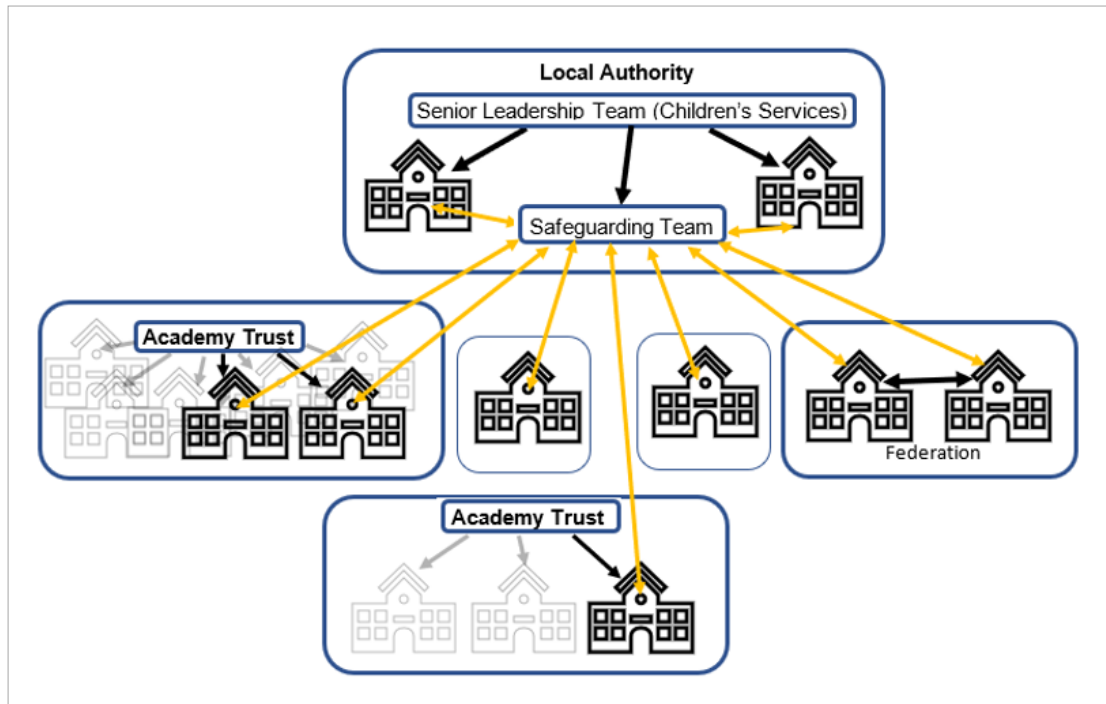 Local Authority
Senior Leadership Team (Children's Services)
Safeguarding Team
Academy Trust
Federation
Academy Trust